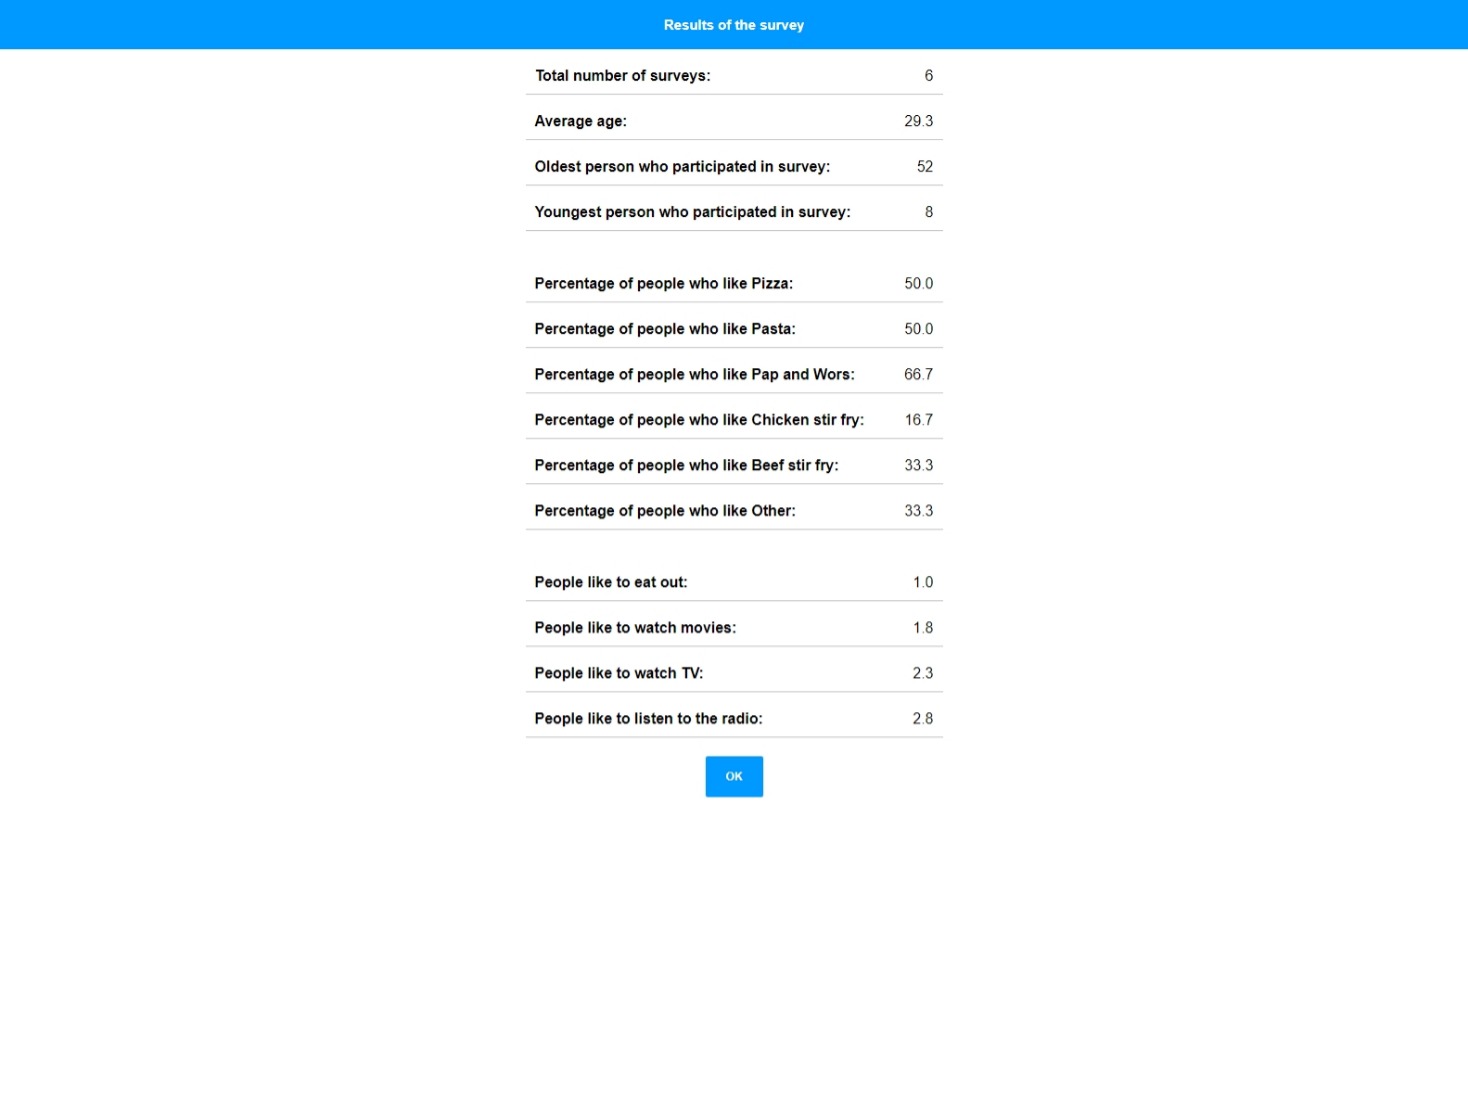 Results of the survey
Total number of surveys: 6
Average age: 29.3
Oldest person who participated in survey: 52
Youngest person who participated in survey: 8
Percentage of people who like Pizza: 50.0
Percentage of people who like Pasta: 50.0
Percentage of people who like Pap and Wors: 66.7
Percentage of people who like Chicken stir fry: 16.7
Percentage of people who like Beef stir fry: 33.3
Percentage of people who like Other: 33.3
People like to eat out: 1.0
People like to watch movies: 1.8
People like to watch TV: 2.3
People like to listen to the radio: 2.8
OK